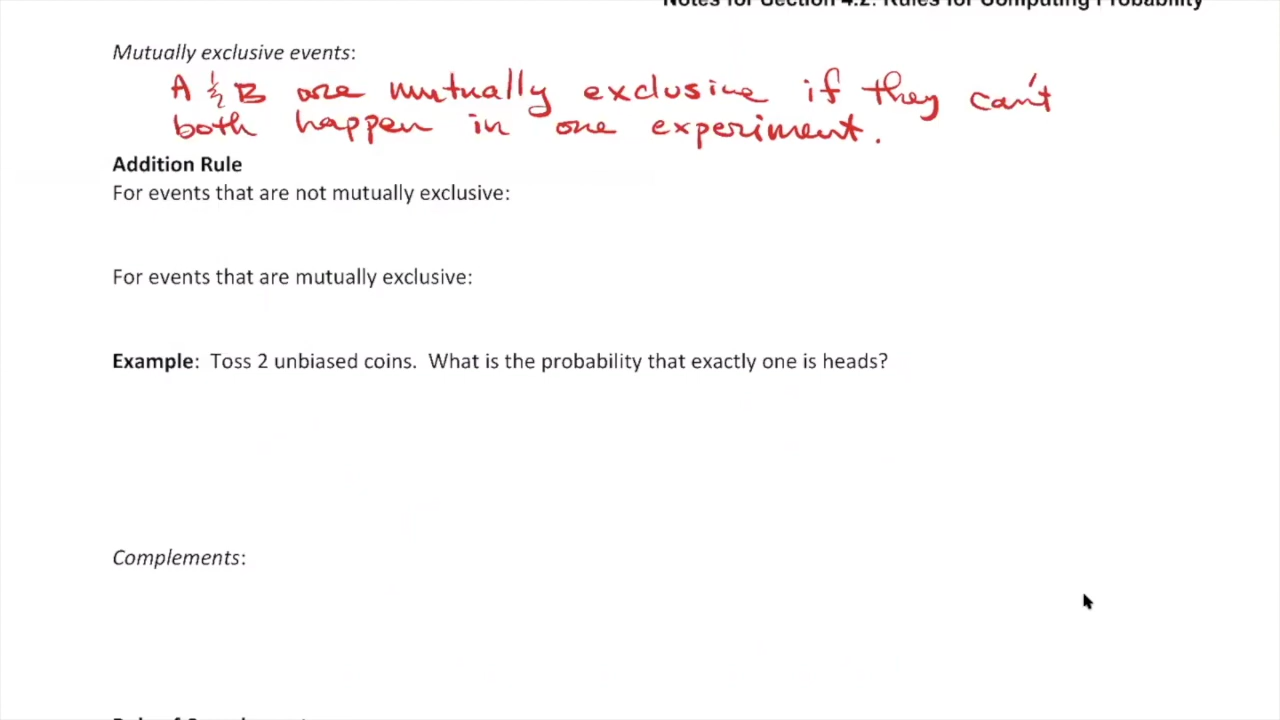 Notes for Section 4.2: Rules for Computing Probability
Mutually exclusive events:
A & B are mutually exclusive if they can't
both happen in one experiment.
Addition Rule
For events that are not mutually exclusive:
For events that are mutually exclusive:
Example: Toss 2 unbiased coins. What is the probability that exactly one is heads?
Complements: